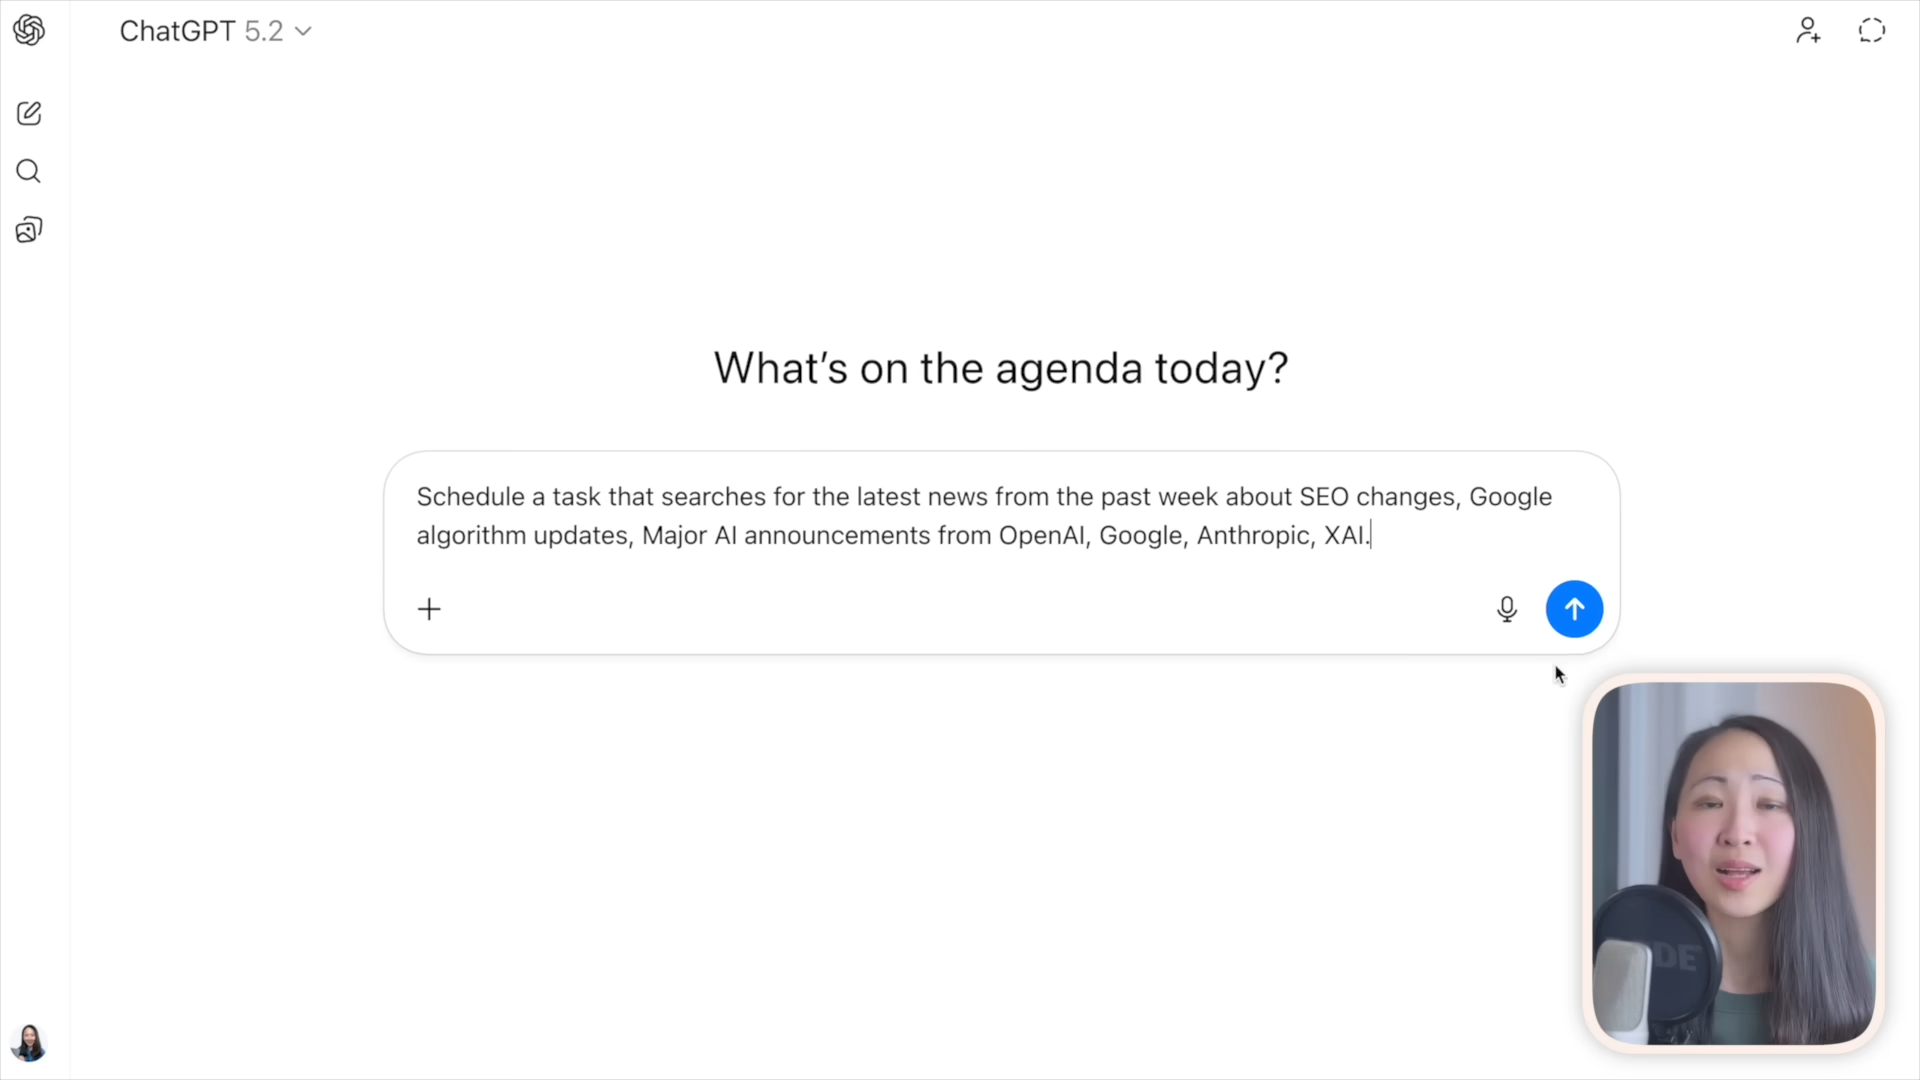 ChatGPT 5.2
What’s on the agenda today?
Schedule a task that searches for the latest news from the past week about SEO changes, Google
algorithm updates, Major AI announcements from OpenAI, Google, Anthropic, XAI.